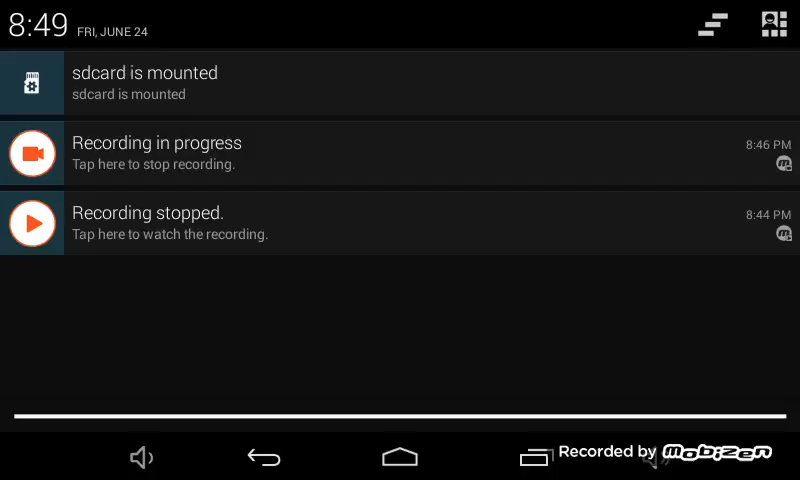 8:49 FRI, JUNE 24
sdcard is mounted
sdcard is mounted
Recording in progress
8:46 PM
Tap here to stop recording.
Recording stopped.
8:44 PM
Tap here to watch the recording.
Recorded by mobizen